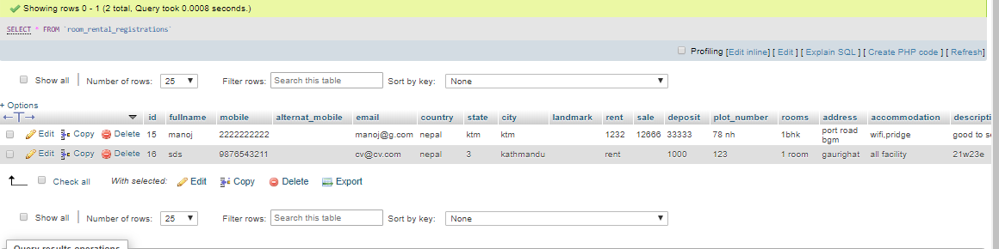 Showing rows 0 - 1 (2 total, Query took 0.0008 seconds.)
SELECT * FROM `room_rental_registrations`
Profiling [Edit inline] [ Edit ] [ Explain SQL ] [ Create PHP code ] [ Refresh]
Show all Number of rows: 25 Filter rows: Search this table Sort by key: None
+ Options
id fullname mobile alternat_mobile email country state city landmark rent sale deposit plot_number rooms address accommodation descripti
Edit Copy Delete 15 manoj 2222222222 manoj@g.com nepal ktm ktm 1232 12666 33333 78 nh 1bhk port road bgm wifi,pridge good to s
Edit Copy Delete 16 sds 9876543211 cv@cv.com nepal 3 kathmandu rent 1000 123 1 room gaurighat all facility 21w23e
Check all With selected: Edit Copy Delete Export
Show all Number of rows: 25 Filter rows: Search this table Sort by key: None
Query results operations